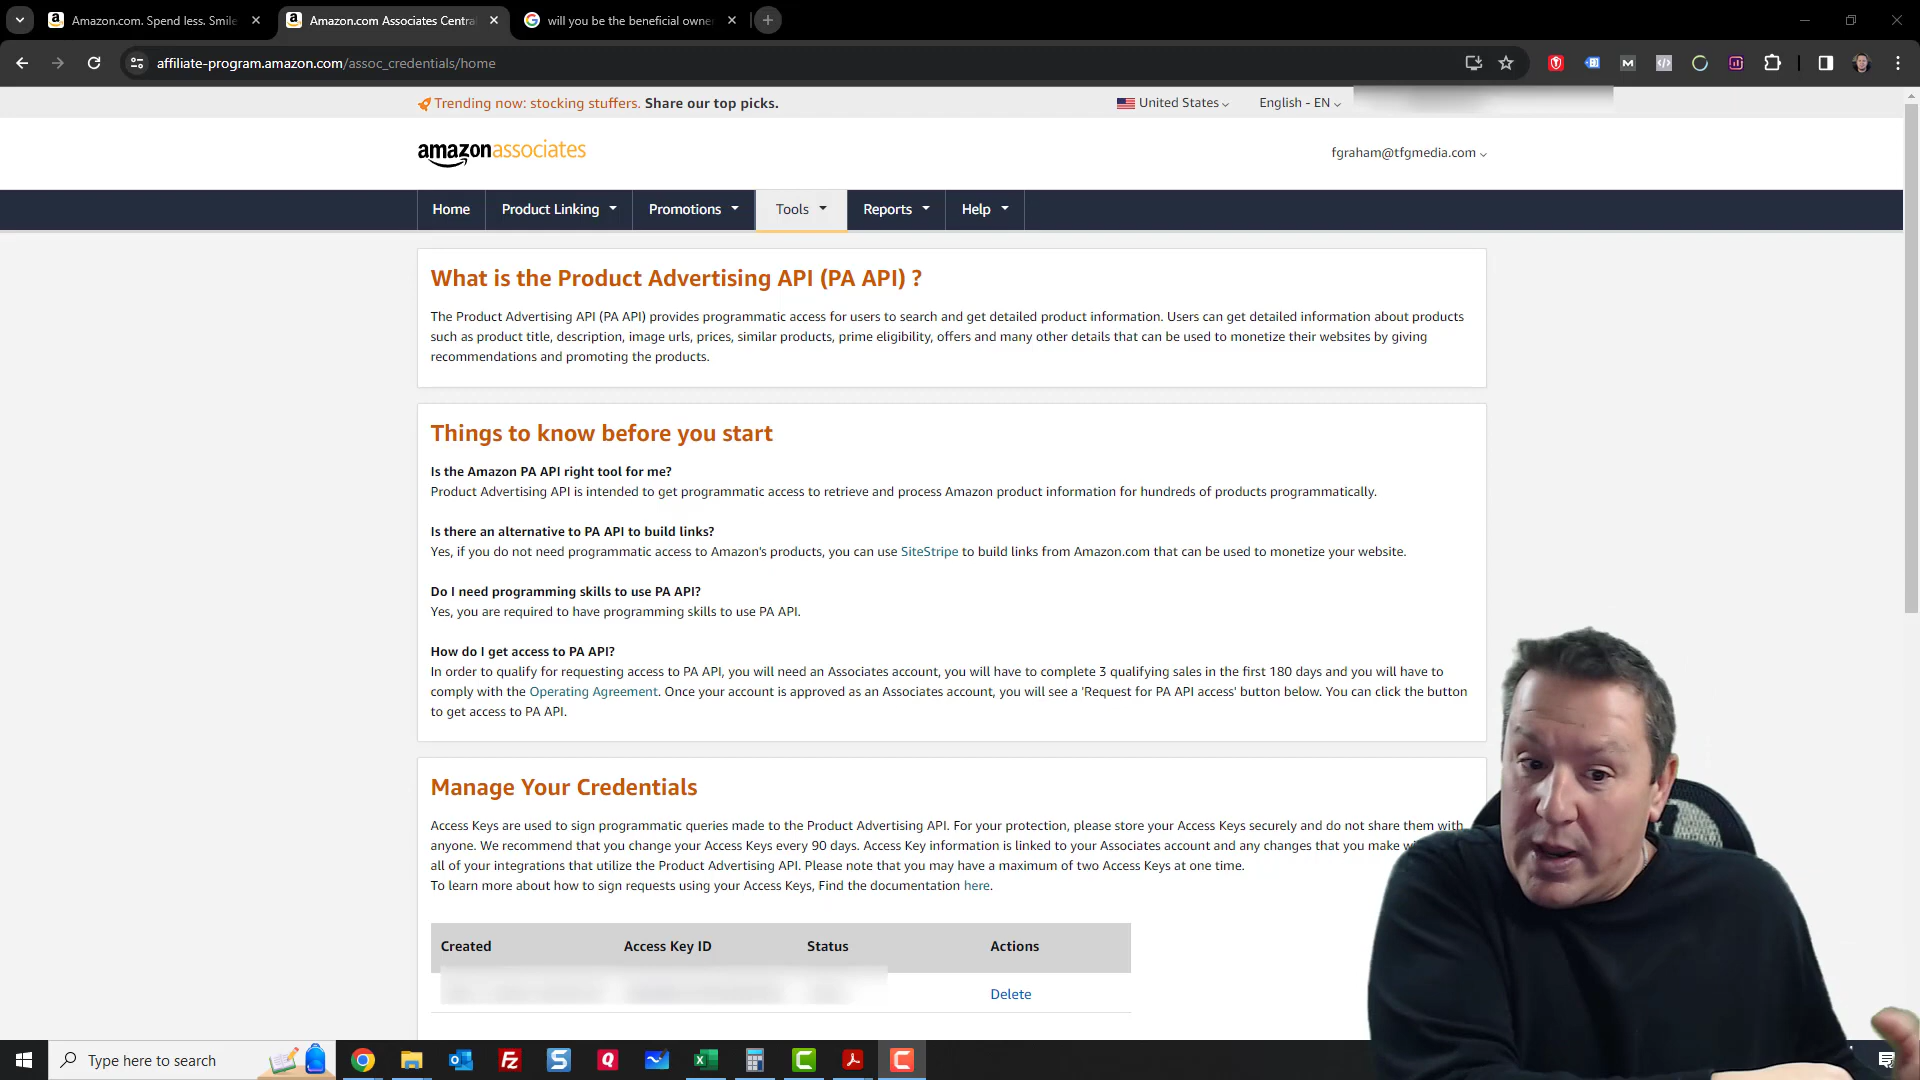 Amazon.com. Spend less. Smile
Amazon.com Associates Centra
will you be the beneficial owne
affiliate-program.amazon.com/assoc_credentials/home
Trending now: stocking stuffers. Share our top picks.
United States
English - EN
amazonassociates
fgraham@tfgmedia.com
Home
Product Linking
Promotions
Tools
Reports
Help
What is the Product Advertising API (PA API) ?
The Product Advertising API (PA API) provides programmatic access for users to search and get detailed product information. Users can get detailed information about products
such as product title, description, image urls, prices, similar products, prime eligibility, offers and many other details that can be used to monetize their websites by giving
recommendations and promoting the products.
Things to know before you start
Is the Amazon PA API right tool for me?
Product Advertising API is intended to get programmatic access to retrieve and process Amazon product information for hundreds of products programmatically.
Is there an alternative to PA API to build links?
Yes, if you do not need programmatic access to Amazon's products, you can use SiteStripe to build links from Amazon.com that can be used to monetize your website.
Do I need programming skills to use PA API?
Yes, you are required to have programming skills to use PA API.
How do I get access to PA API?
In order to qualify for requesting access to PA API, you will need an Associates account, you will have to complete 3 qualifying sales in the first 180 days and you will have to
comply with the Operating Agreement. Once your account is approved as an Associates account, you will see a 'Request for PA API access' button below. You can click the button
to get access to PA API.
Manage Your Credentials
Access Keys are used to sign programmatic queries made to the Product Advertising API. For your protection, please store your Access Keys securely and do not share them with
anyone. We recommend that you change your Access Keys every 90 days. Access Key information is linked to your Associates account and any changes that you make
all of your integrations that utilize the Product Advertising API. Please note that you may have a maximum of two Access Keys at one time.
To learn more about how to sign requests using your Access Keys, Find the documentation here.
Created
Access Key ID
Status
Actions
Delete
Type here to search